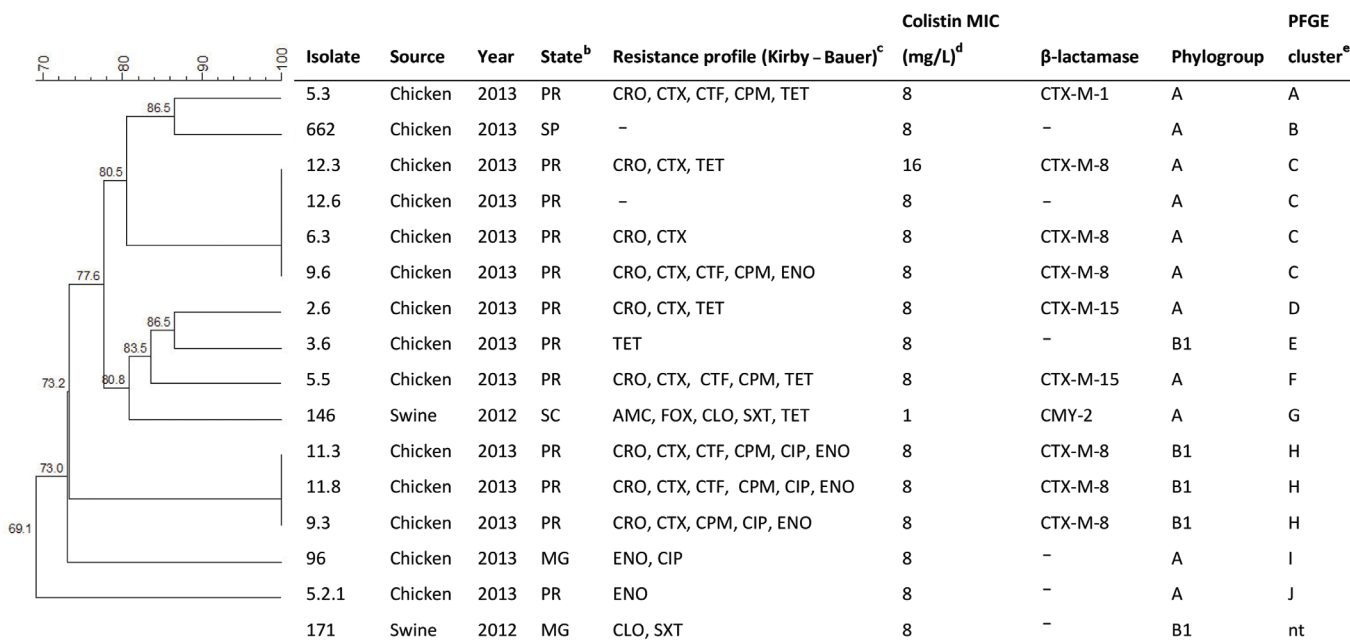 Colistin MIC PFGE
70 80 90 100 Isolate Source Year State^b Resistance profile (Kirby – Bauer)^c (mg/L)^d β-lactamase Phylogroup cluster^e
86.5 5.3 Chicken 2013 PR CRO, CTX, CTF, CPM, TET 8 CTX-M-1 A A
662 Chicken 2013 SP – 8 – A B
80.5 12.3 Chicken 2013 PR CRO, CTX, TET 16 CTX-M-8 A C
12.6 Chicken 2013 PR – 8 – A C
6.3 Chicken 2013 PR CRO, CTX 8 CTX-M-8 A C
77.6 9.6 Chicken 2013 PR CRO, CTX, CTF, CPM, ENO 8 CTX-M-8 A C
86.5 2.6 Chicken 2013 PR CRO, CTX, TET 8 CTX-M-15 A D
83.5 3.6 Chicken 2013 PR TET 8 – B1 E
73.2 80.8 5.5 Chicken 2013 PR CRO, CTX, CTF, CPM, TET 8 CTX-M-15 A F
146 Swine 2012 SC AMC, FOX, CLO, SXT, TET 1 CMY-2 A G
73.0 11.3 Chicken 2013 PR CRO, CTX, CTF, CPM, CIP, ENO 8 CTX-M-8 B1 H
11.8 Chicken 2013 PR CRO, CTX, CTF, CPM, CIP, ENO 8 CTX-M-8 B1 H
69.1 9.3 Chicken 2013 PR CRO, CTX, CPM, CIP, ENO 8 CTX-M-8 B1 H
96 Chicken 2013 MG ENO, CIP 8 – A I
5.2.1 Chicken 2013 PR ENO 8 – A J
171 Swine 2012 MG CLO, SXT 8 – B1 nt